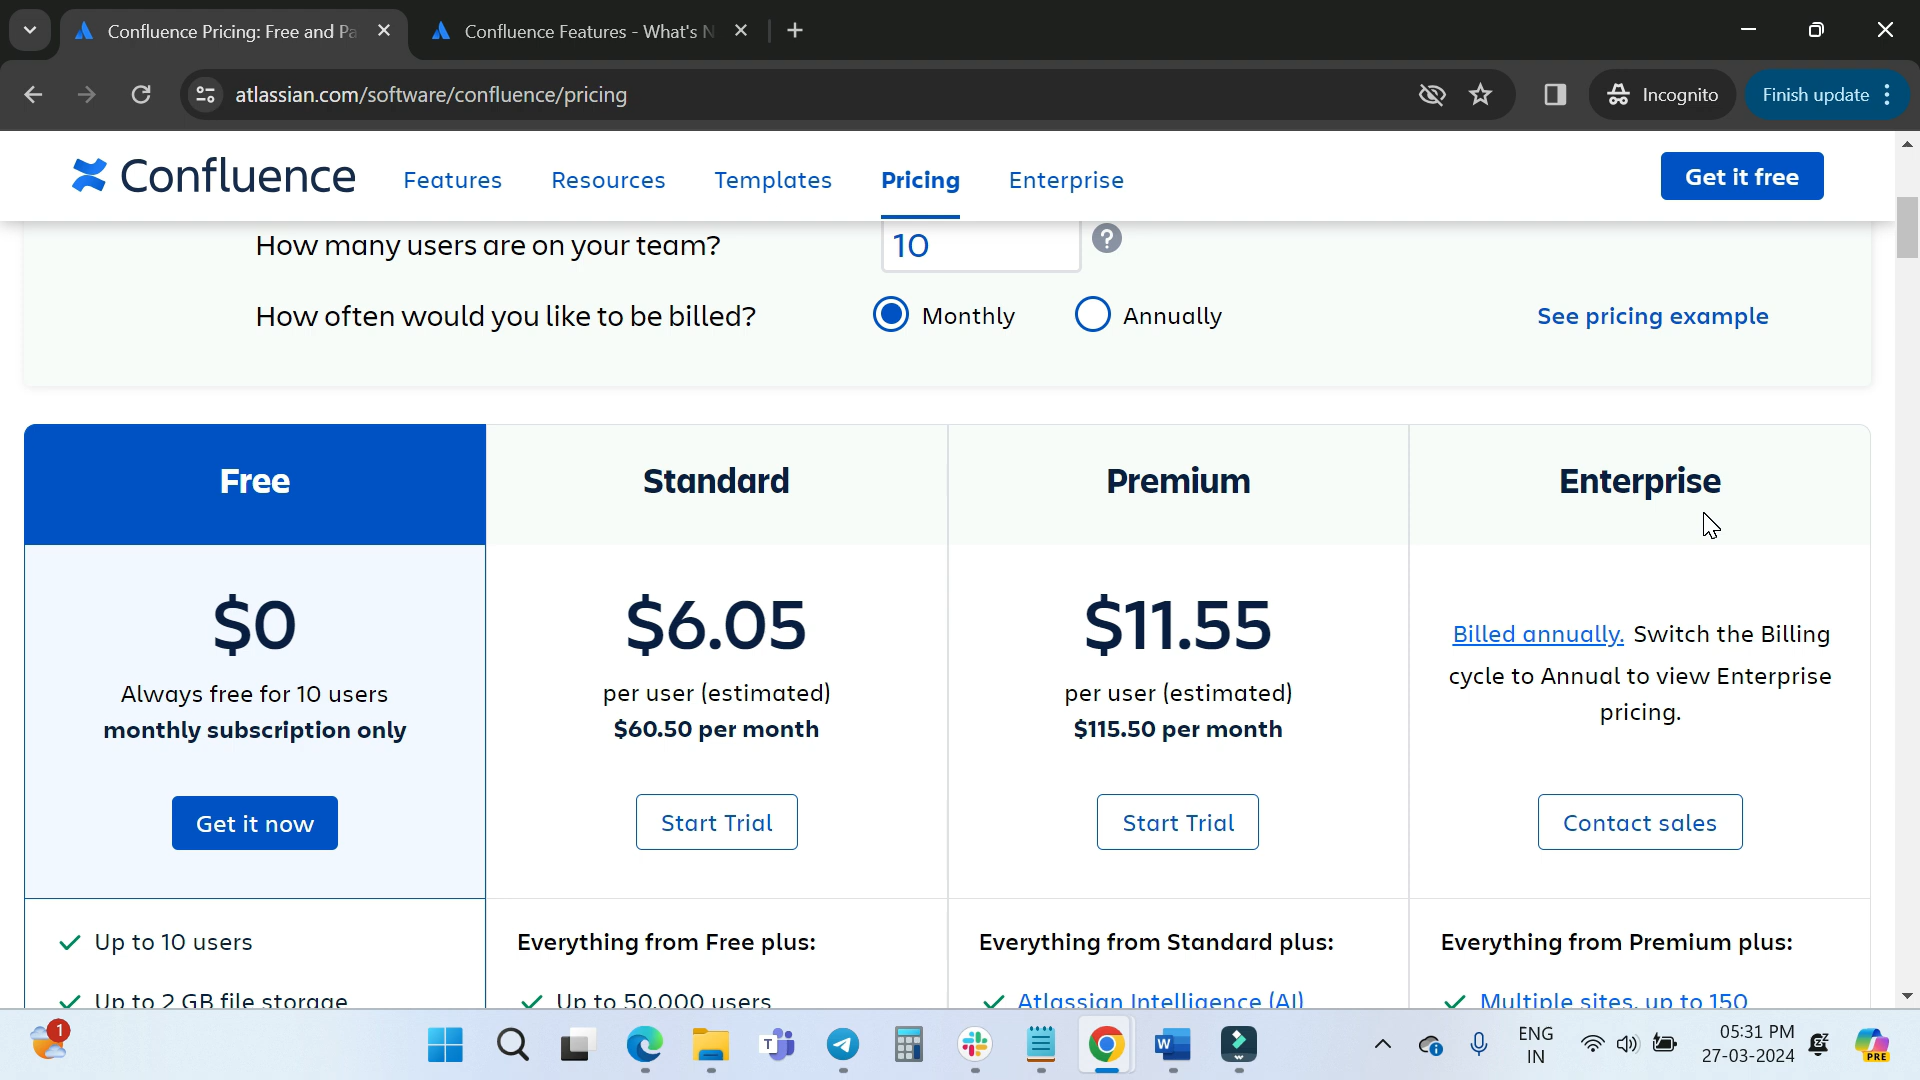 Confluence Pricing: Free and Pa
Confluence Features - What's N
atlassian.com/software/confluence/pricing
Incognito
Finish update
Confluence
Features
Resources
Templates
Pricing
Enterprise
Get it free
How many users are on your team?
10
?
How often would you like to be billed?
Monthly
Annually
See pricing example
Free
Standard
Premium
Enterprise
$0
Always free for 10 users
monthly subscription only
Get it now
$6.05
per user (estimated)
$60.50 per month
Start Trial
$11.55
per user (estimated)
$115.50 per month
Start Trial
Billed annually. Switch the Billing
cycle to Annual to view Enterprise
pricing.
Contact sales
Up to 10 users
Up to 2 GB file storage
Everything from Free plus:
Up to 50,000 users
Everything from Standard plus:
Atlassian Intelligence (AI)
Everything from Premium plus:
Multiple sites, up to 150
1
ENG
IN
05:31 PM
27-03-2024
PRE